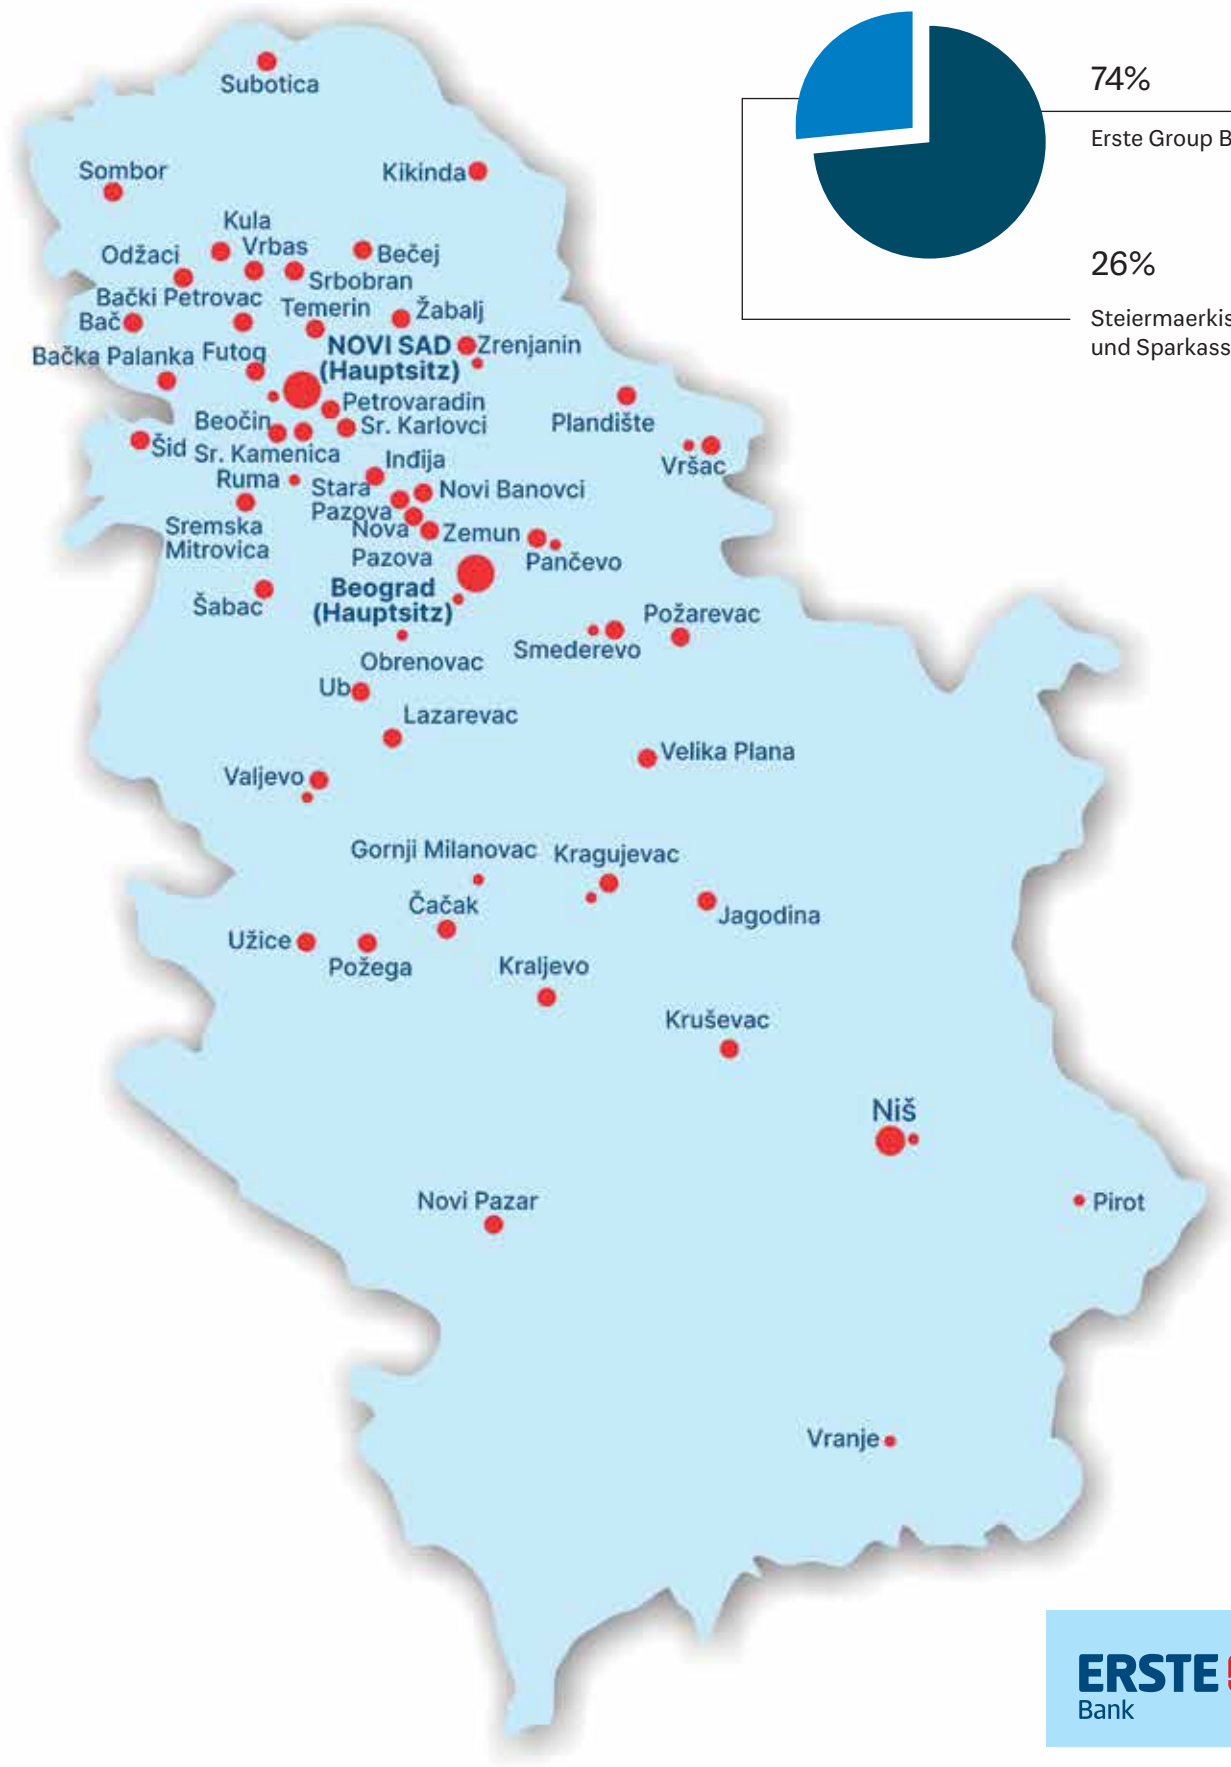 Subotica
74%
Erste Group B
Sombor
Kikinda
Kula
Vrbas
Odžaci
Bečej
26%
Srbobran
Bački Petrovac
Temerin
Žabalj
Bač
Steiermaerkis
und Sparkass
NOVI SAD
(Hauptsitz)
Zrenjanin
Bačka Palanka
Futog
Petrovaradin
Beočin
Sr. Karlovci
Plandište
Šid
Sr. Kamenica
Inđija
Vršac
Ruma
Stara
Pazova
Novi Banovci
Sremska
Mitrovica
Nova
Pazova
Zemun
Pančevo
Beograd
(Hauptsitz)
Šabac
Požarevac
Smederevo
Obrenovac
Ub
Lazarevac
Velika Plana
Valjevo
Gornji Milanovac
Kragujevac
Čačak
Jagodina
Užice
Požega
Kraljevo
Kruševac
Niš
Novi Pazar
Pirot
Vranje
ERSTE
Bank